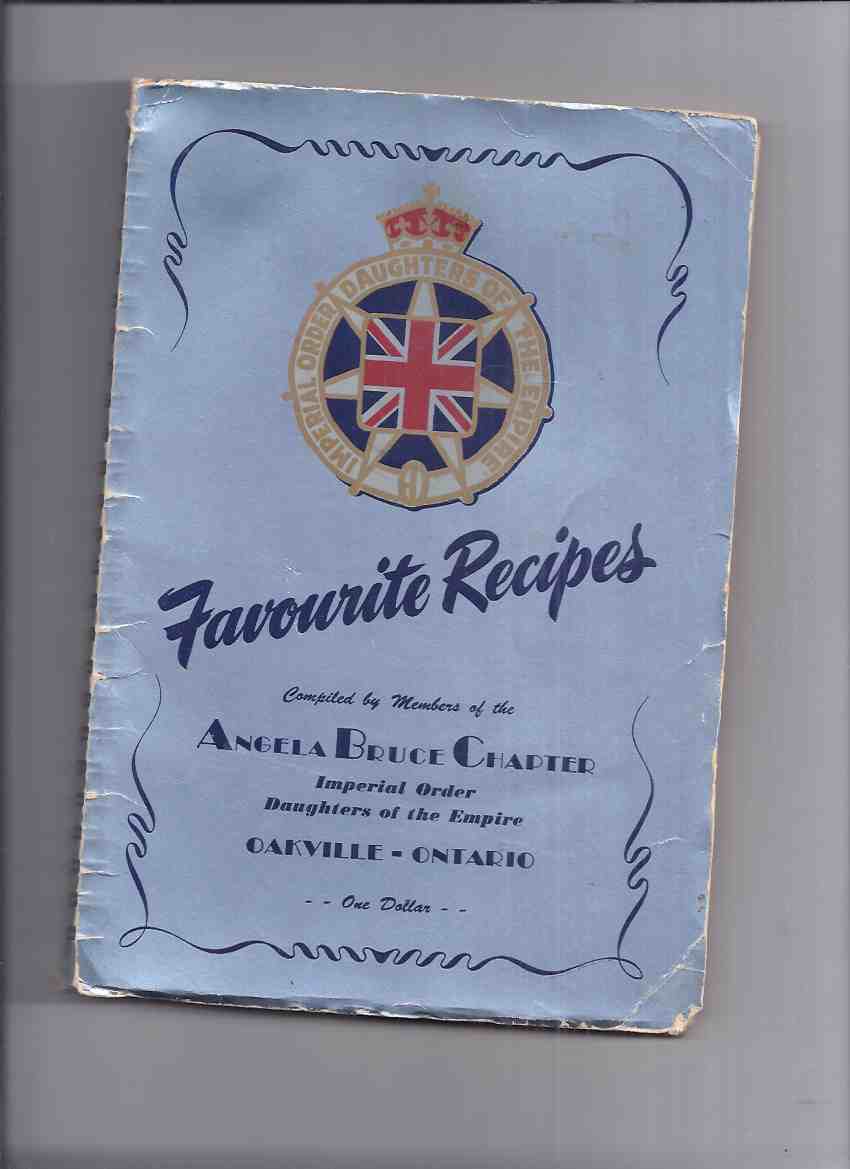 IMPERIAL ORDER DAUGHTERS OF THE EMPIRE
Favourite Recipes
Compiled by Members of the
ANGELA BRUCE CHAPTER
Imperial Order
Daughters of the Empire
OAKVILLE - ONTARIO
- - One Dollar - -